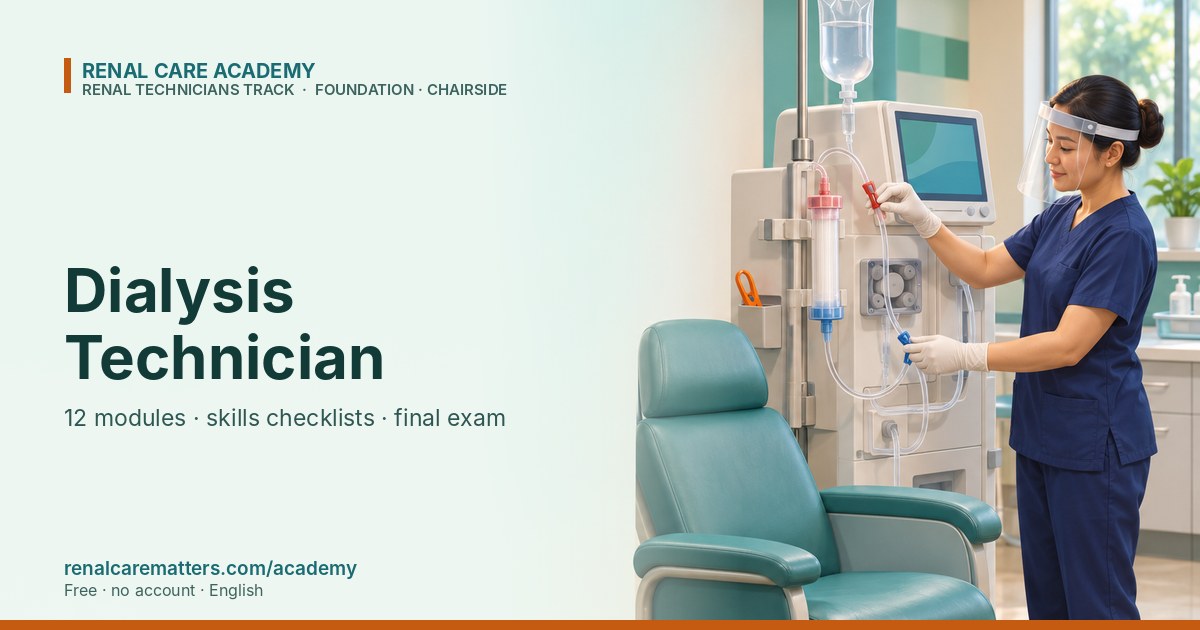 RENAL CARE ACADEMY
RENAL TECHNICIANS TRACK · FOUNDATION · CHAIRSIDE
Dialysis
Technician
12 modules · skills checklists · final exam
renalcarematters.com/academy
Free · no account · English